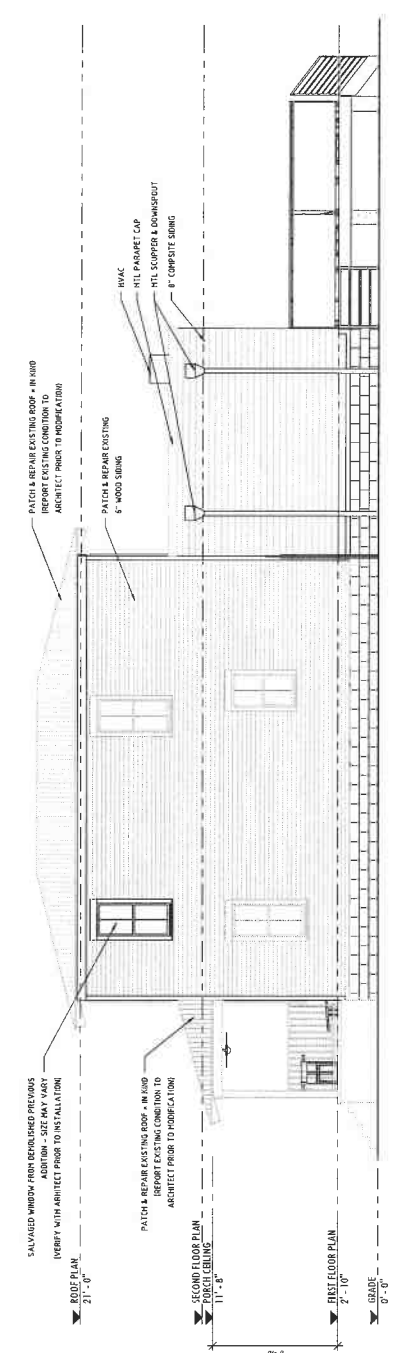 SALVAGED WINDOW FROM DEMOLISHED PREVIOUS
ADDITION - SIZE MAY VARY
(VERIFY WITH ARHITECT PRIOR TO INSTALLATION)
PATCH & REPAIR EXISTING ROOF * IN KIND
(REPORT EXISTING CONDITION TO
ARCHITECT PRIOR TO MODIFICATION)
PATCH & REPAIR EXISTING ROOF * IN KIND
(REPORT EXISTING CONDITION TO
ARCHITECT PRIOR TO MODIFICATION)
PATCH & REPAIR EXISTING
6" WOOD SIDING
HVAC
MTL PARAPET CAP
MTL SCUPPER & DOWNSPOUT
8" COMPSITE SIDING
ROOF PLAN
21' - 0"
SECOND FLOOR PLAN
PORCH CEILING
11' - 8"
FIRST FLOOR PLAN
2' - 10"
GRADE
0' - 0"